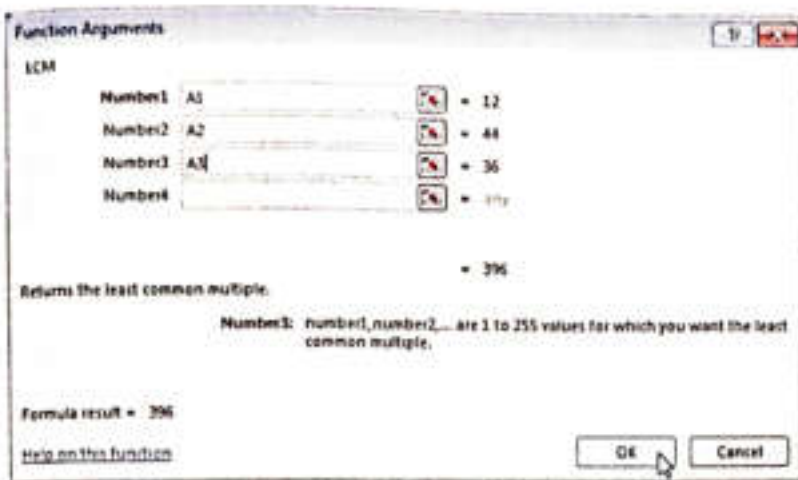 Function Arguments
LCM
Number1 A1 = 12
Number2 A2 = 44
Number3 A3 = 36
Number4 =
= 396
Returns the least common multiple.
Number3: number1,number2,... are 1 to 255 values for which you want the least
common multiple.
Formula result = 396
Help on this function
OK Cancel